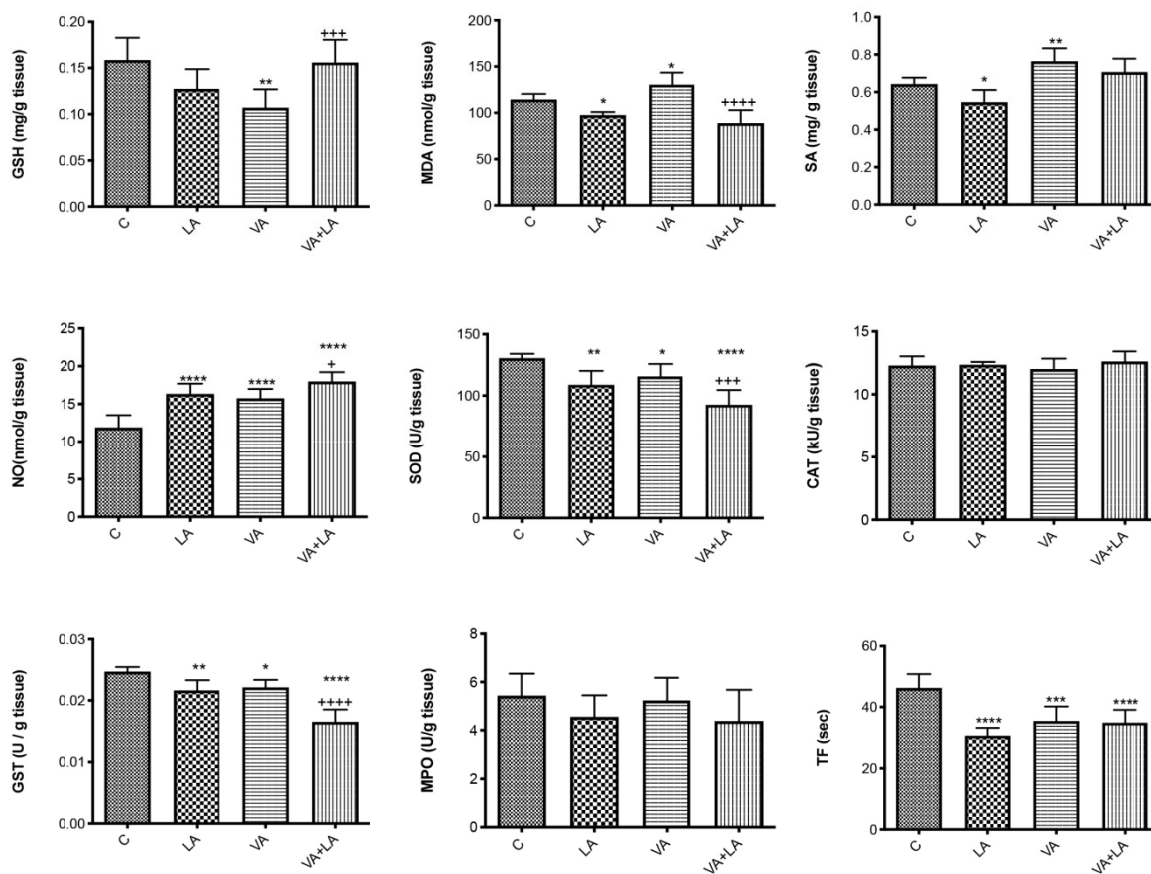 GSH (mg/g tissue)
0.20
0.15
0.10
0.05
0.00
**
+++
C
LA
VA
VA+LA
MDA (nmol/g tissue)
200
150
100
50
0
*
*
++++
C
LA
VA
VA+LA
SA (mg/ g tissue)
1.0
0.8
0.6
0.4
0.2
0.0
*
**
C
LA
VA
VA+LA
NO(nmol/g tissue)
25
20
15
10
5
0
****
****
****
+
C
LA
VA
VA+LA
SOD (U/g tissue)
150
100
50
0
**
*
****
+++
C
LA
VA
VA+LA
CAT (kU/g tissue)
15
10
5
0
C
LA
VA
VA+LA
GST (U / g tissue)
0.03
0.02
0.01
0.00
**
*
****
++++
C
LA
VA
VA+LA
MPO (U/g tissue)
8
6
4
2
0
C
LA
VA
VA+LA
TF (sec)
60
40
20
0
****
***
****
C
LA
VA
VA+LA